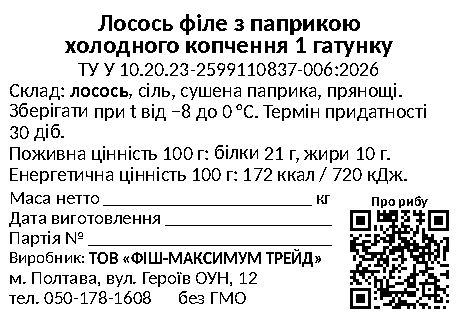 Лосось філе з паприкою
холодного копчення 1 гатунку
ТУ У 10.20.23-2599110837-006:2026
Склад: лосось, сіль, сушена паприка, прянощі.
Зберігати при t від −8 до 0 °С. Термін придатності
30 діб.
Поживна цінність 100 г: білки 21 г, жири 10 г.
Енергетична цінність 100 г: 172 ккал / 720 кДж.
Маса нетто ______________________ кг
Про рибу
Дата виготовлення __________________
Партія № __________________________
Виробник: ТОВ «ФІШ-МАКСИМУМ ТРЕЙД»
м. Полтава, вул. Героїв ОУН, 12
тел. 050-178-1608 без ГМО